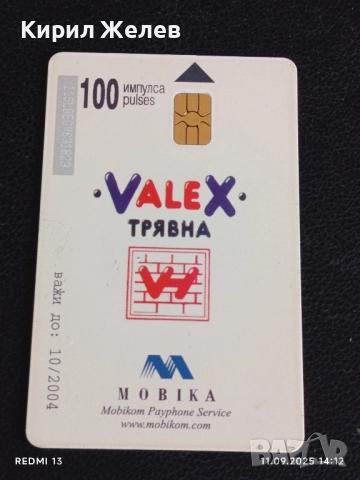 Кирил Желев
100 импулса
pulses
·VALEX·
ТРЯВНА
VH
важи до: 10/2004
MOBIKA
Mobikom Payphone Service
www.mobikom.com
REDMI 13
11.09.2025 14:12